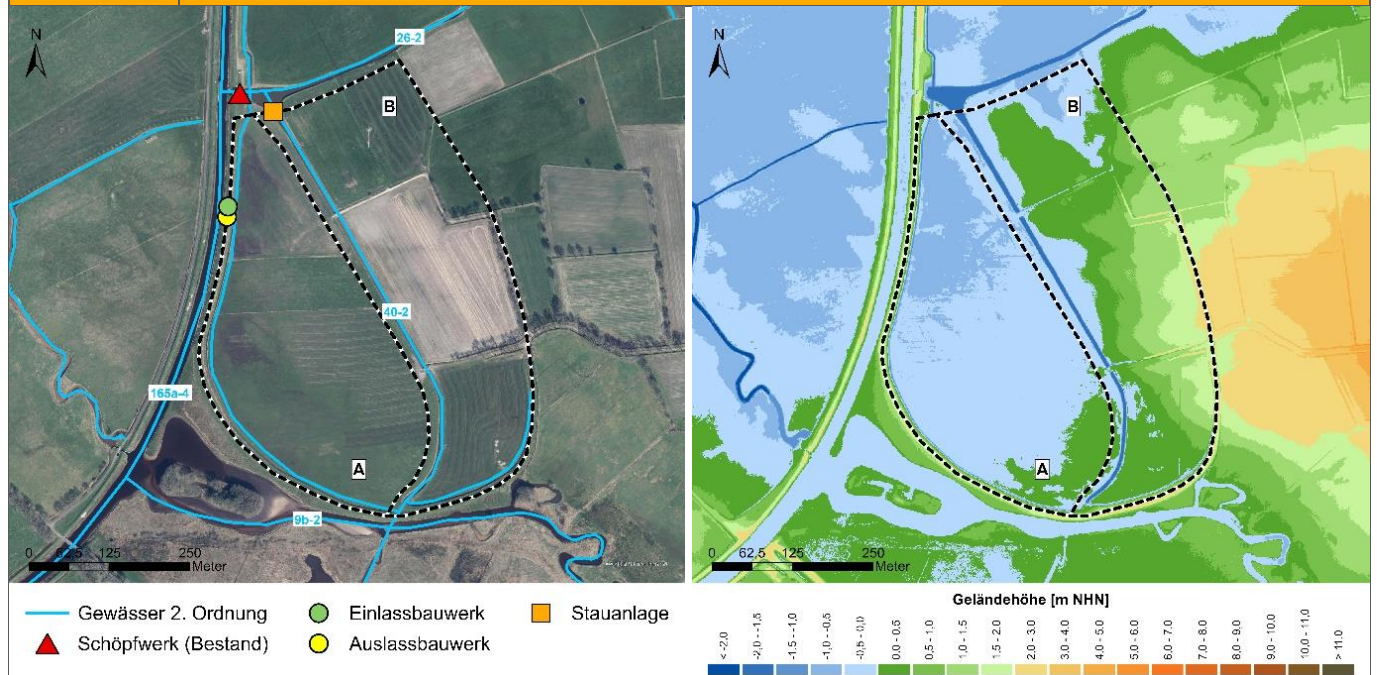 N
26-2
B
40-2
165a-4
A
9b-2
0 62,5 125 250
Meter
N
B
A
0 62,5 125 250
Meter
Gewässer 2. Ordnung
Einlassbauwerk
Stauanlage
Schöpfwerk (Bestand)
Auslassbauwerk
Geländehöhe [m NHN]
< -2.0
-2,0 - -1,5
-1.5 - -1,0
-1,0 - -0,5
-0,5 - 0,0
0.0 - 0.5
0,5 - 1.0
1.0 - 1.5
1.5 - 2.0
2.0 - 3.0
3.0 - 4.0
4.0 - 5.0
5.0 - 6.0
6.0 - 7.0
7.0 - 8.0
8.0 - 9.0
9.0 - 10.0
10,0 - 11.0
> 11.0